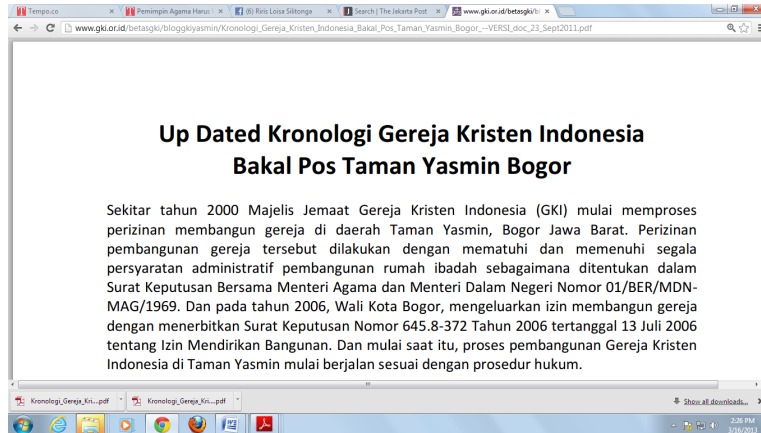 Tempo.co
Pemimpin Agama Harus
(6) Riris Loisa Silitonga
Search | The Jakarta Post
www.gki.or.id/betasgki/bl
www.gki.or.id/betasgki/bloggkiyasmin/Kronologi_Gereja_Kristen_Indonesia_Bakal_Pos_Taman_Yasmin_Bogor_--VERSI_doc_23_Sept2011.pdf
Up Dated Kronologi Gereja Kristen Indonesia
Bakal Pos Taman Yasmin Bogor
Sekitar tahun 2000 Majelis Jemaat Gereja Kristen Indonesia (GKI) mulai memproses
perizinan membangun gereja di daerah Taman Yasmin, Bogor Jawa Barat. Perizinan
pembangunan gereja tersebut dilakukan dengan mematuhi dan memenuhi segala
persyaratan administratif pembangunan rumah ibadah sebagaimana ditentukan dalam
Surat Keputusan Bersama Menteri Agama dan Menteri Dalam Negeri Nomor 01/BER/MDN-
MAG/1969. Dan pada tahun 2006, Wali Kota Bogor, mengeluarkan izin membangun gereja
dengan menerbitkan Surat Keputusan Nomor 645.8-372 Tahun 2006 tertanggal 13 Juli 2006
tentang Izin Mendirikan Bangunan. Dan mulai saat itu, proses pembangunan Gereja Kristen
Indonesia di Taman Yasmin mulai berjalan sesuai dengan prosedur hukum.
Kronologi_Gereja_Kri....pdf
Kronologi_Gereja_Kri....pdf
Show all downloads...
2:26 PM
3/16/2013